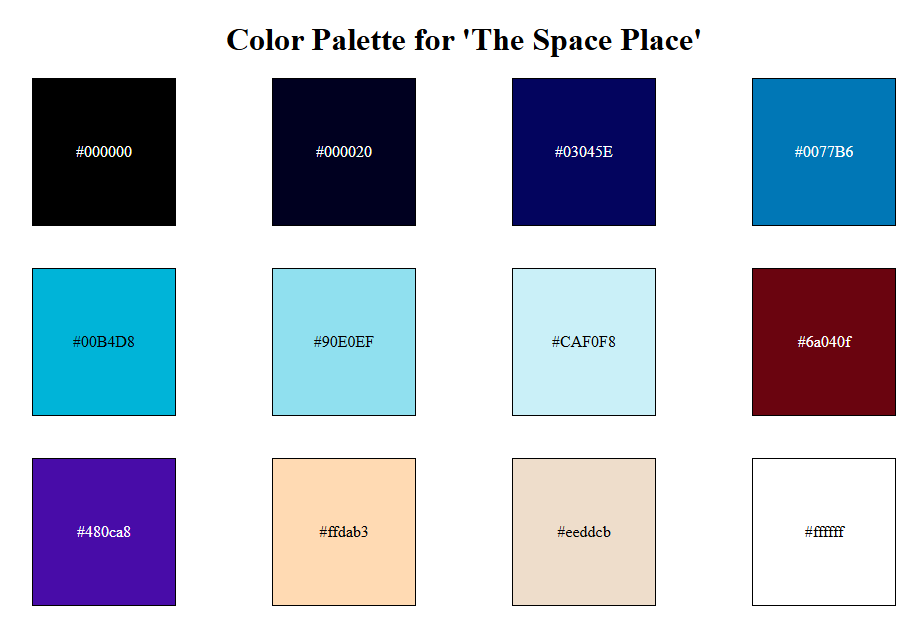 Color Palette for 'The Space Place'
#000000
#000020
#03045E
#0077B6
#00B4D8
#90E0EF
#CAF0F8
#6a040f
#480ca8
#ffdab3
#eeddcb
#ffffff